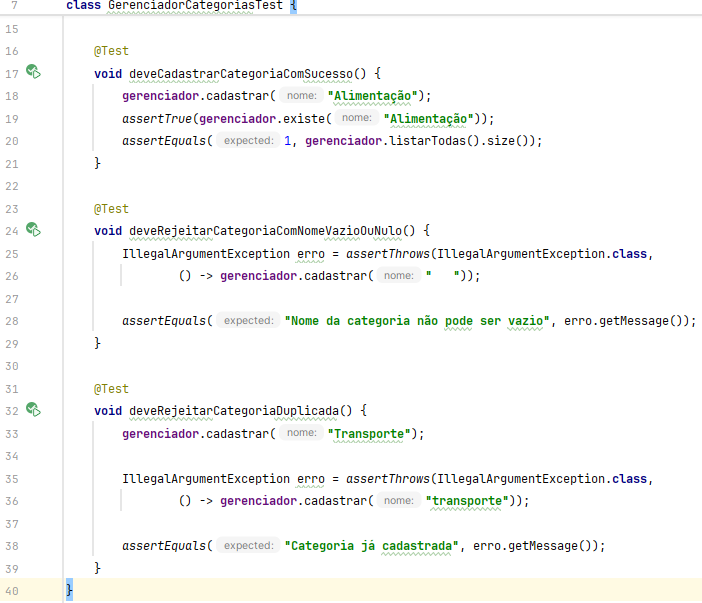 7 class GerenciadorCategoriasTest {
15
16 @Test
17 void deveCadastrarCategoriaComSucesso() {
18 gerenciador.cadastrar( nome: "Alimentação");
19 assertTrue(gerenciador.existe( nome: "Alimentação"));
20 assertEquals( expected: 1, gerenciador.listarTodas().size());
21 }
22
23 @Test
24 void deveRejeitarCategoriaComNomeVazioOuNulo() {
25 IllegalArgumentException erro = assertThrows(IllegalArgumentException.class,
26 () -> gerenciador.cadastrar( nome: "   "));
27
28 assertEquals( expected: "Nome da categoria não pode ser vazio", erro.getMessage());
29 }
30
31 @Test
32 void deveRejeitarCategoriaDuplicada() {
33 gerenciador.cadastrar( nome: "Transporte");
34
35 IllegalArgumentException erro = assertThrows(IllegalArgumentException.class,
36 () -> gerenciador.cadastrar( nome: "transporte"));
37
38 assertEquals( expected: "Categoria já cadastrada", erro.getMessage());
39 }
40 }